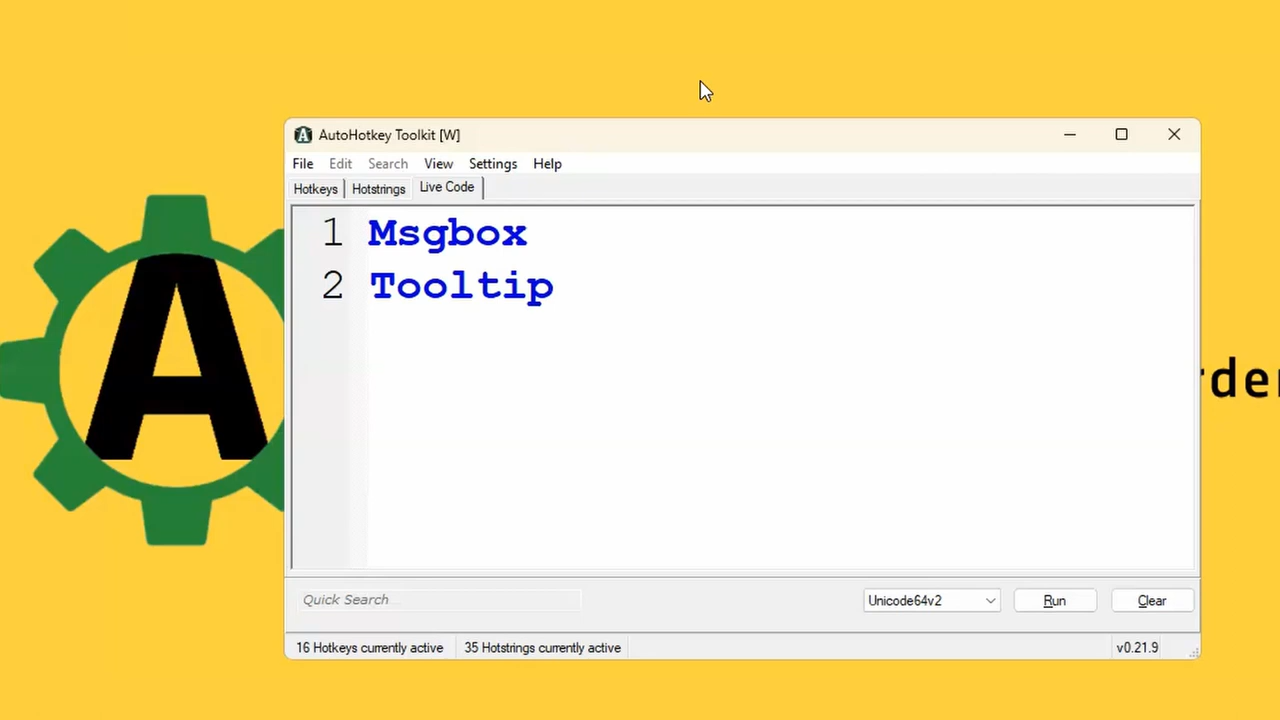 A
AutoHotkey Toolkit [W]
File Edit Search View Settings Help
Hotkeys Hotstrings Live Code
1 Msgbox
2 Tooltip
Quick Search...
Unicode64v2 Run Clear
16 Hotkeys currently active 35 Hotstrings currently active v0.21.9